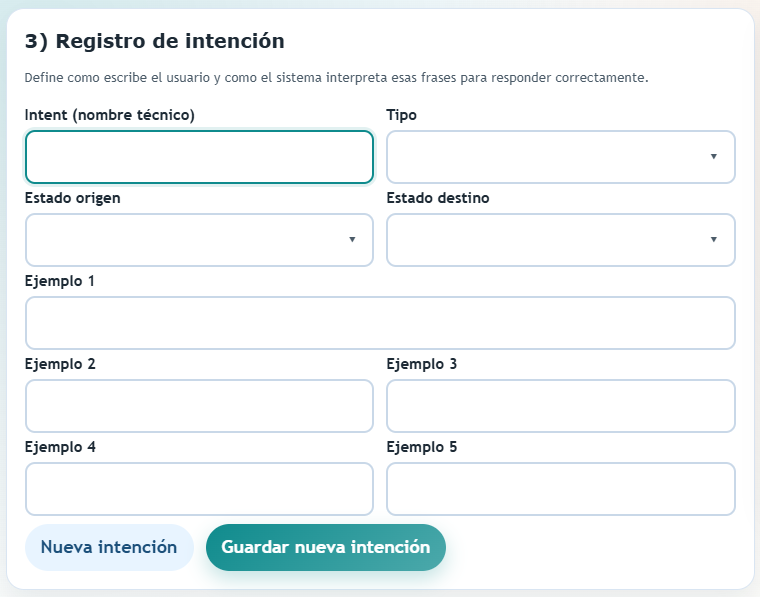 3) Registro de intención
Define como escribe el usuario y como el sistema interpreta esas frases para responder correctamente.
Intent (nombre técnico)
Tipo
Estado origen
Estado destino
Ejemplo 1
Ejemplo 2
Ejemplo 3
Ejemplo 4
Ejemplo 5
Nueva intención
Guardar nueva intención